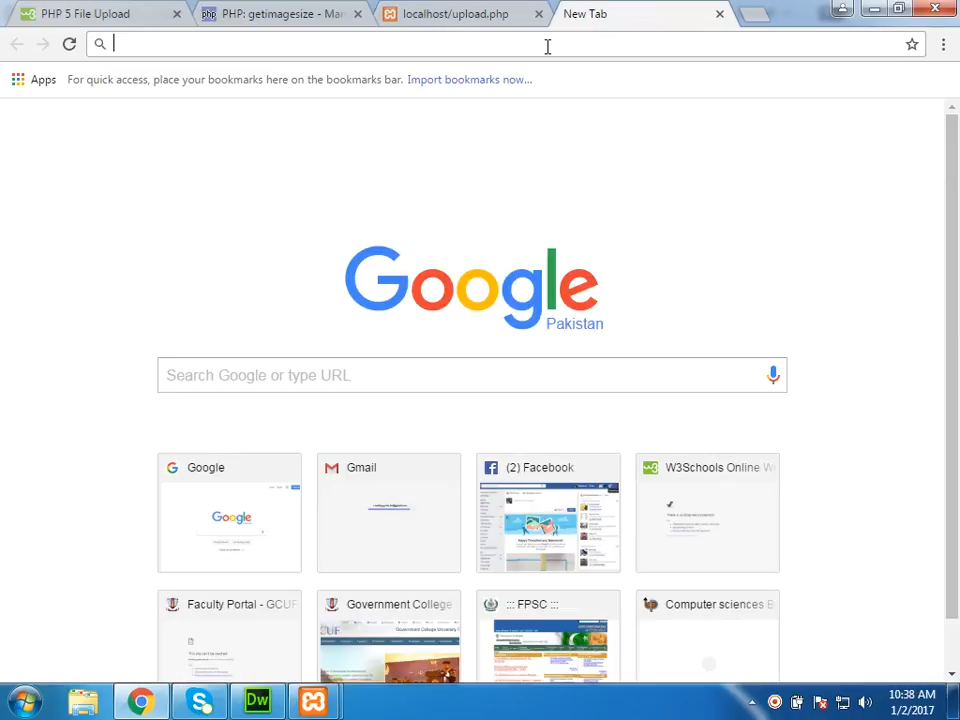 PHP 5 File Upload
PHP: getimagesize - Man
localhost/upload.php
New Tab
Apps
For quick access, place your bookmarks here on the bookmarks bar. Import bookmarks now...
Google
Pakistan
Search Google or type URL
Google
Gmail
(2) Facebook
W3Schools Online W
Faculty Portal - GCUF
Government College
::: FPSC :::
Computer sciences B
Dw
10:38 AM
1/2/2017